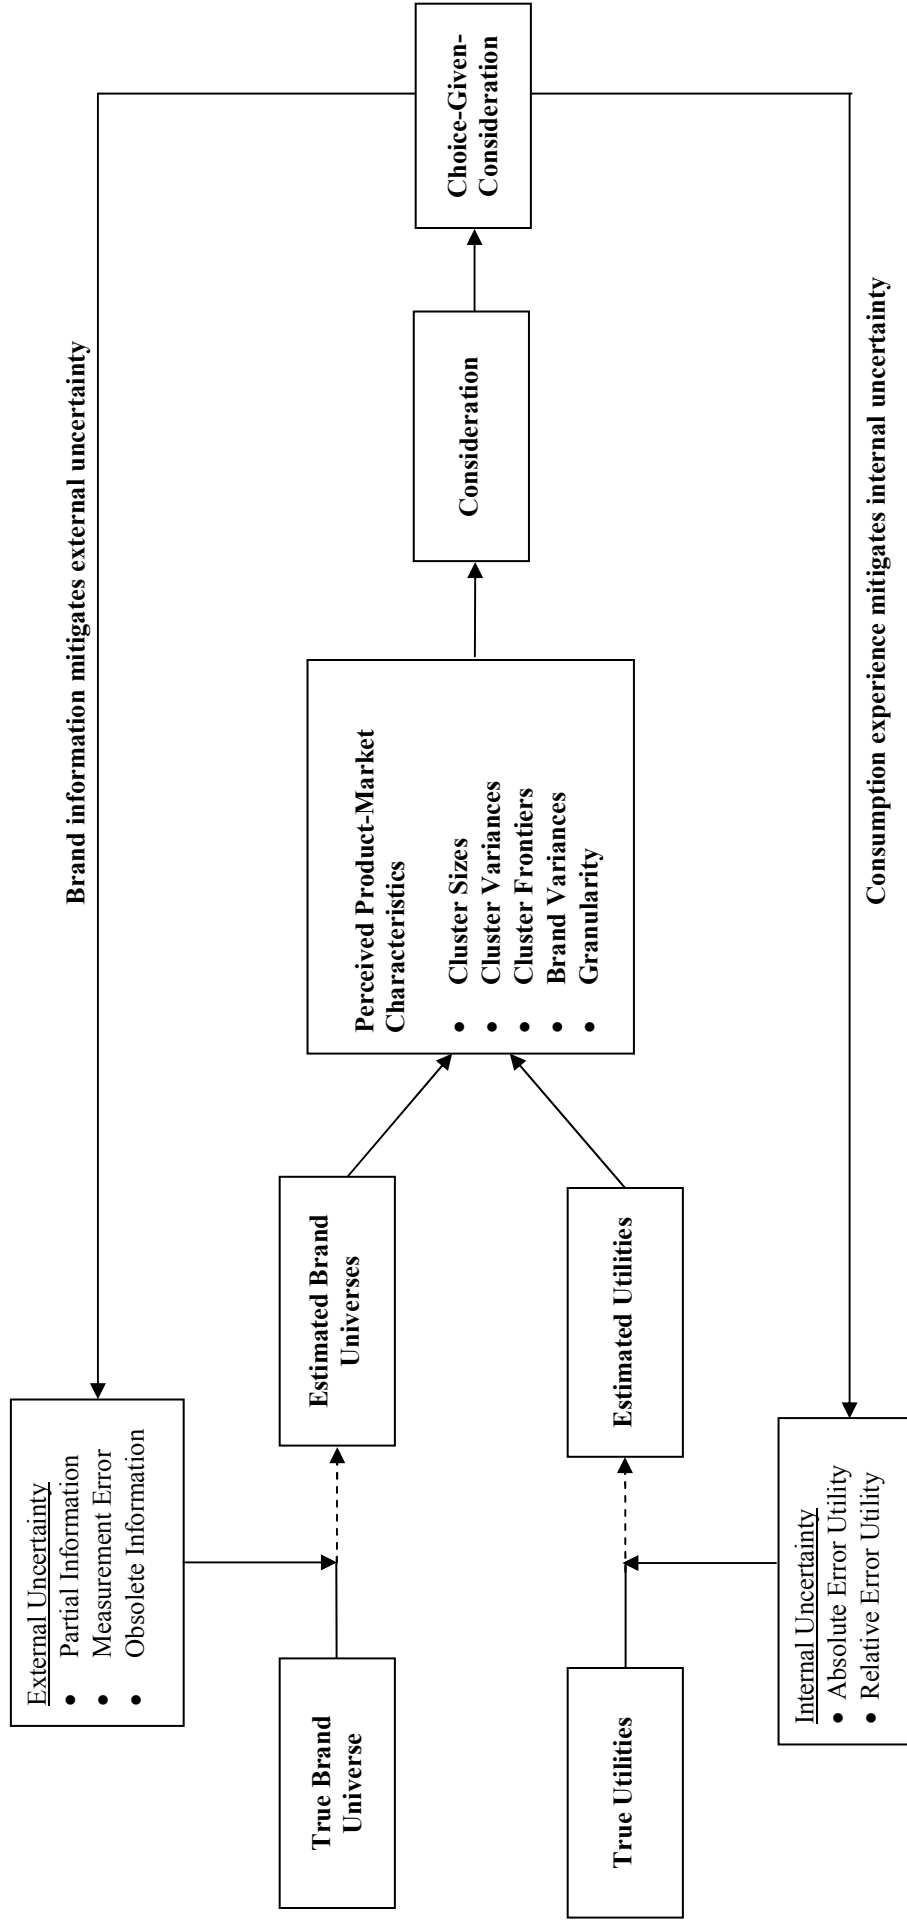 Brand information mitigates external uncertainty
External Uncertainty
● Partial Information
● Measurement Error
● Obsolete Information
True Brand
Universe
Estimated Brand
Universes
True Utilities
Estimated Utilities
Internal Uncertainty
● Absolute Error Utility
● Relative Error Utility
Perceived Product-Market
Characteristics
● Cluster Sizes
● Cluster Variances
● Cluster Frontiers
● Brand Variances
● Granularity
Consideration
Choice-Given-
Consideration
Consumption experience mitigates internal uncertainty